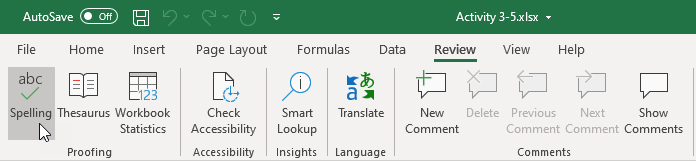 AutoSave Off Activity 3-5.xlsx
File Home Insert Page Layout Formulas Data Review View
abc
123
a あ
Spelling Thesaurus Workbook Statistics Check Accessibility Smart Lookup Translate New Comment Delete Previous Comment Next Comment Show Comments
Proofing Accessibility Insights Language Comments